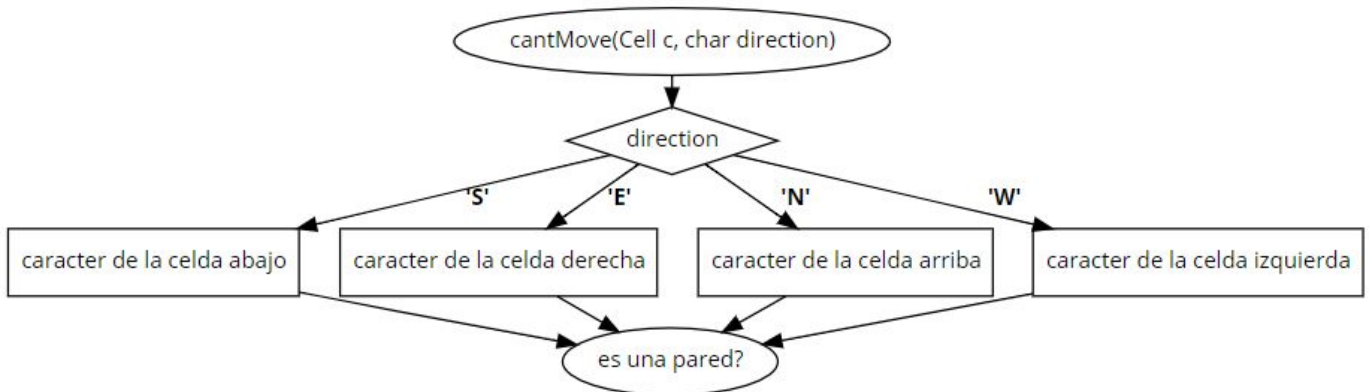 cantMove(Cell c, char direction)
direction
'S'
'E'
'N'
'W'
caracter de la celda abajo
caracter de la celda derecha
caracter de la celda arriba
caracter de la celda izquierda
es una pared?